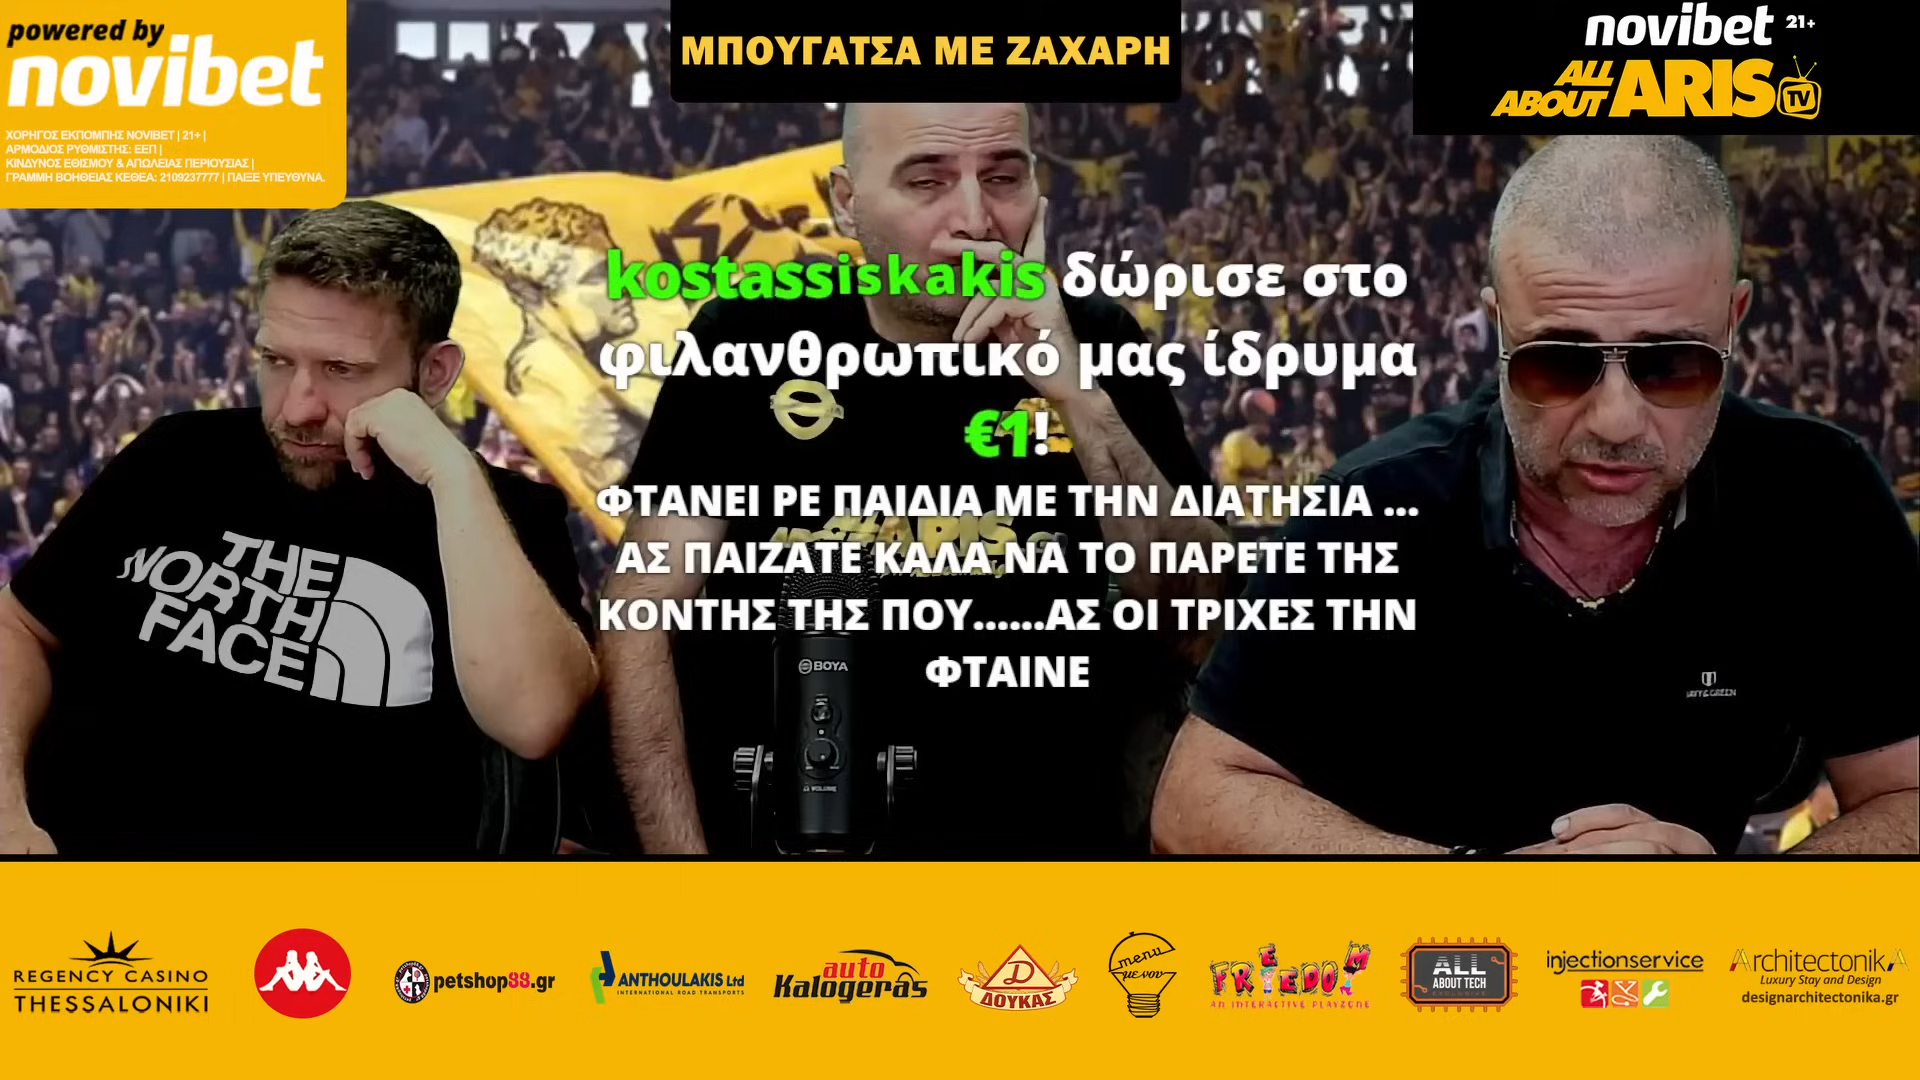 powered by
novibet
ΧΟΡΗΓΟΣ ΕΚΠΟΜΠΗΣ NOVIBET | 21+ |
ΑΡΜΟΔΙΟΣ ΡΥΘΜΙΣΤΗΣ: ΕΕΕΠ |
ΚΙΝΔΥΝΟΣ ΕΘΙΣΜΟΥ & ΑΠΩΛΕΙΑΣ ΠΕΡΙΟΥΣΙΑΣ |
ΓΡΑΜΜΗ ΒΟΗΘΕΙΑΣ ΚΕΘΕΑ: 2109237777 | ΠΑΙΞΕ ΥΠΕΥΘΥΝΑ.
ΜΠΟΥΓΑΤΣΑ ΜΕ ΖΑΧΑΡΗ
novibet 21+
ALL
ABOUT ARIS TV
kostassiskakis δώρισε στο
φιλανθρωπικό μας ίδρυμα
€1!
ΦΤΑΝΕΙ ΡΕ ΠΑΙΔΙΑ ΜΕ ΤΗΝ ΔΙΑΤΗΣΙΑ ...
ΑΣ ΠΑΙΖΑΤΕ ΚΑΛΑ ΝΑ ΤΟ ΠΑΡΕΤΕ ΤΗΣ
ΚΟΝΤΗΣ ΤΗΣ ΠΟΥ......ΑΣ ΟΙ ΤΡΙΧΕΣ ΤΗΝ
ΦΤΑΙΝΕ
THE
NORTH
FACE
BOYA
VOLUME
NAVY&GREEN
REGENCY CASINO
THESSALONIKI
petshop88.gr
ANTHOULAKIS Ltd
INTERNATIONAL ROAD TRANSPORTS
auto
Kalogeras
Δ
ΔΟΥΚΑΣ
menu
μενου
FREEDOM
AN INTERACTIVE PLAYZONE
ALL
ABOUT TECH
injectionservice
ArchitectonikA
Luxury Stay and Design
designarchitectonika.gr